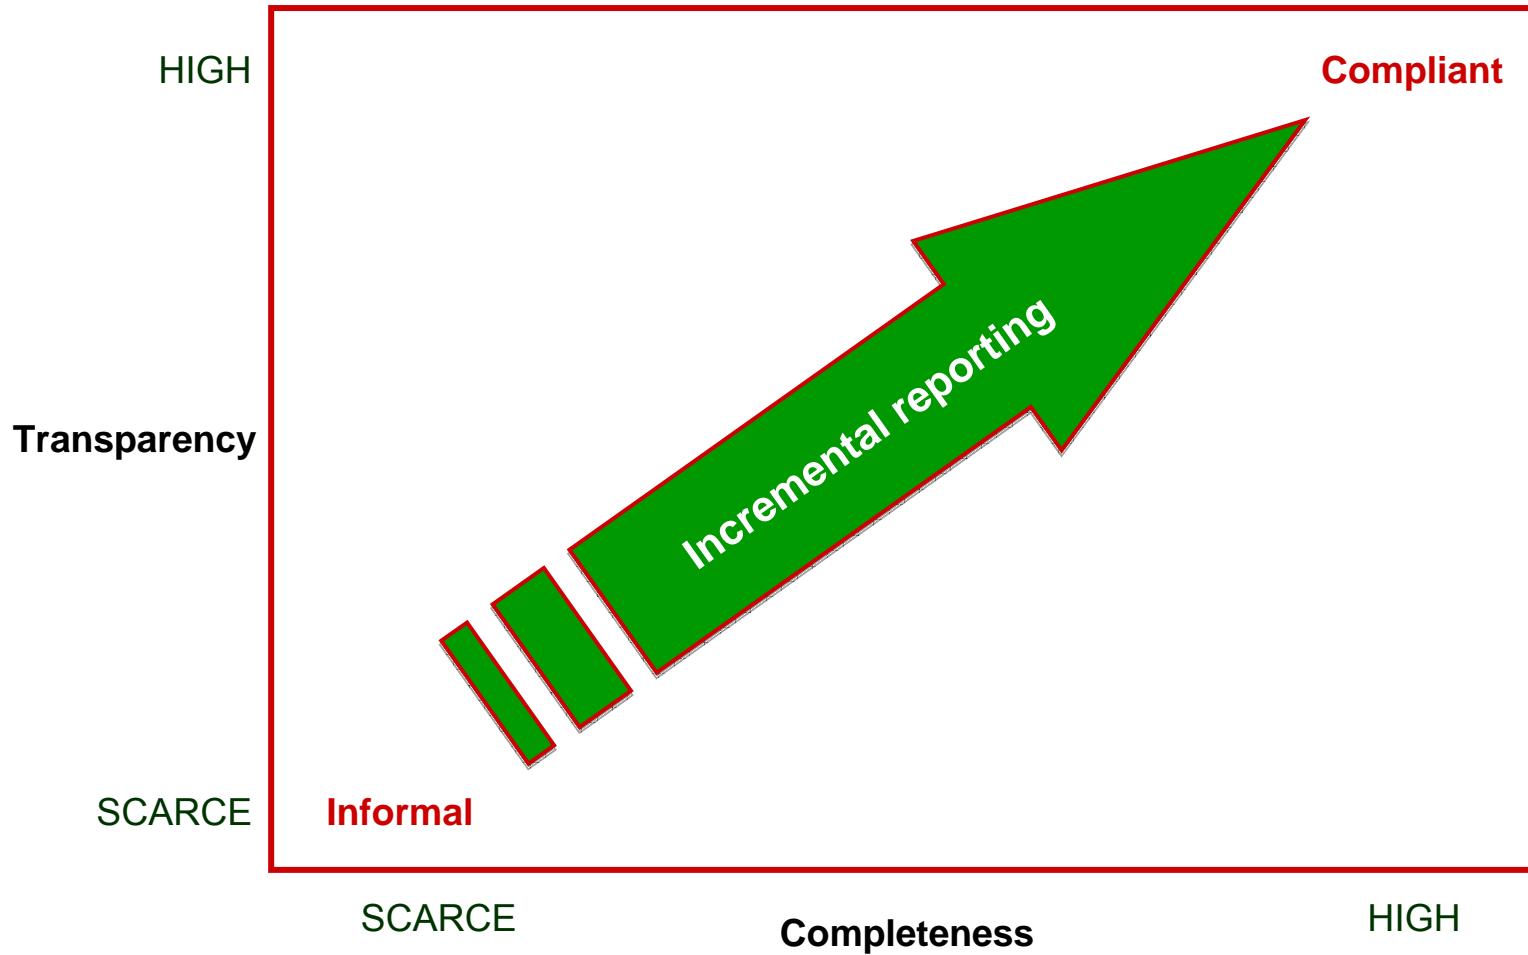 HIGH
Compliant
Incremental reporting
Transparency
SCARCE
Informal
SCARCE
Completeness
HIGH